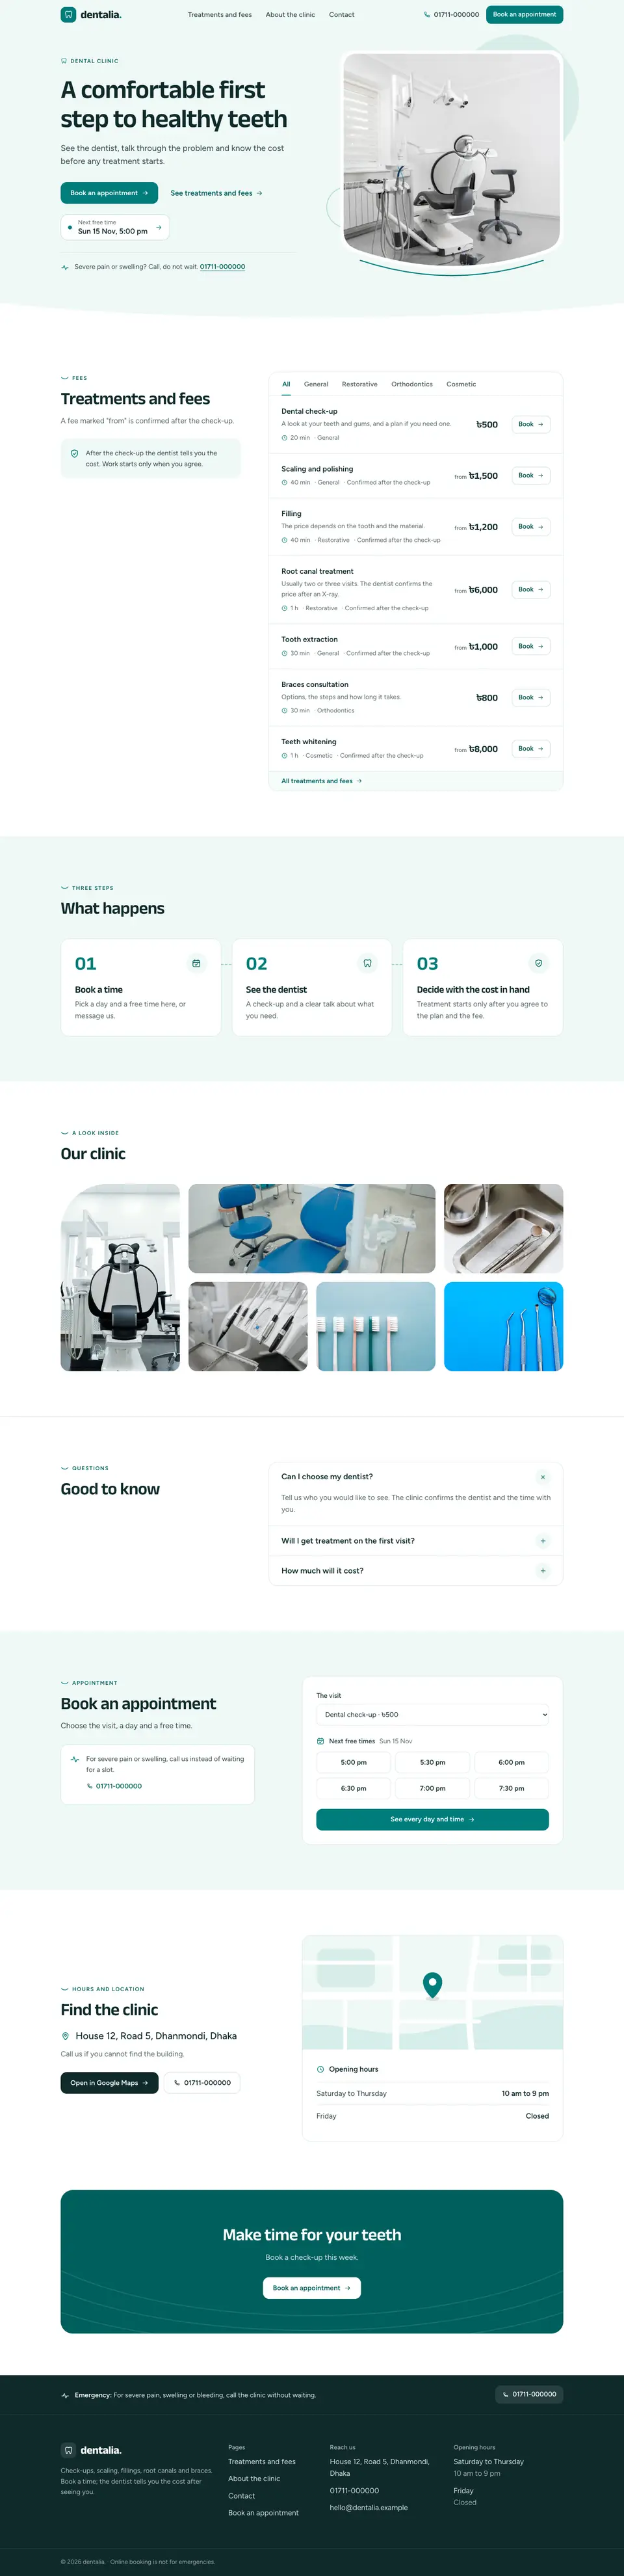 dentalia.
Treatments and fees
About the clinic
Contact
01711-000000
Book an appointment
DENTAL CLINIC
A comfortable first
step to healthy teeth
See the dentist, talk through the problem and know the cost
before any treatment starts.
Book an appointment
See treatments and fees
Next free time
Sun 15 Nov, 5:00 pm
Severe pain or swelling? Call, do not wait. 01711-000000
FEES
Treatments and fees
A fee marked "from" is confirmed after the check-up.
After the check-up the dentist tells you the
cost. Work starts only when you agree.
All
General
Restorative
Orthodontics
Cosmetic
Dental check-up
A look at your teeth and gums, and a plan if you need one.
20 min · General
৳500
Book
Scaling and polishing
40 min · General · Confirmed after the check-up
from ৳1,500
Book
Filling
The price depends on the tooth and the material.
40 min · Restorative · Confirmed after the check-up
from ৳1,200
Book
Root canal treatment
Usually two or three visits. The dentist confirms the
price after an X-ray.
1 h · Restorative · Confirmed after the check-up
from ৳6,000
Book
Tooth extraction
30 min · General · Confirmed after the check-up
from ৳1,000
Book
Braces consultation
Options, the steps and how long it takes.
30 min · Orthodontics
৳800
Book
Teeth whitening
1 h · Cosmetic · Confirmed after the check-up
from ৳8,000
Book
All treatments and fees
THREE STEPS
What happens
01
Book a time
Pick a day and a free time here, or
message us.
02
See the dentist
A check-up and a clear talk about what
you need.
03
Decide with the cost in hand
Treatment starts only after you agree to
the plan and the fee.
A LOOK INSIDE
Our clinic
QUESTIONS
Good to know
Can I choose my dentist?
Tell us who you would like to see. The clinic confirms the dentist and the time with
you.
Will I get treatment on the first visit?
How much will it cost?
APPOINTMENT
Book an appointment
Choose the visit, a day and a free time.
For severe pain or swelling, call us instead of waiting
for a slot.
01711-000000
The visit
Dental check-up · ৳500
Next free times Sun 15 Nov
5:00 pm
5:30 pm
6:00 pm
6:30 pm
7:00 pm
7:30 pm
See every day and time
HOURS AND LOCATION
Find the clinic
House 12, Road 5, Dhanmondi, Dhaka
Call us if you cannot find the building.
Open in Google Maps
01711-000000
Opening hours
Saturday to Thursday
10 am to 9 pm
Friday
Closed
Make time for your teeth
Book a check-up this week.
Book an appointment
Emergency: For severe pain, swelling or bleeding, call the clinic without waiting.
01711-000000
dentalia.
Check-ups, scaling, fillings, root canals and braces.
Book a time; the dentist tells you the cost after
seeing you.
Pages
Treatments and fees
About the clinic
Contact
Book an appointment
Reach us
House 12, Road 5, Dhanmondi,
Dhaka
01711-000000
hello@dentalia.example
Opening hours
Saturday to Thursday
10 am to 9 pm
Friday
Closed
© 2026 dentalia. · Online booking is not for emergencies.